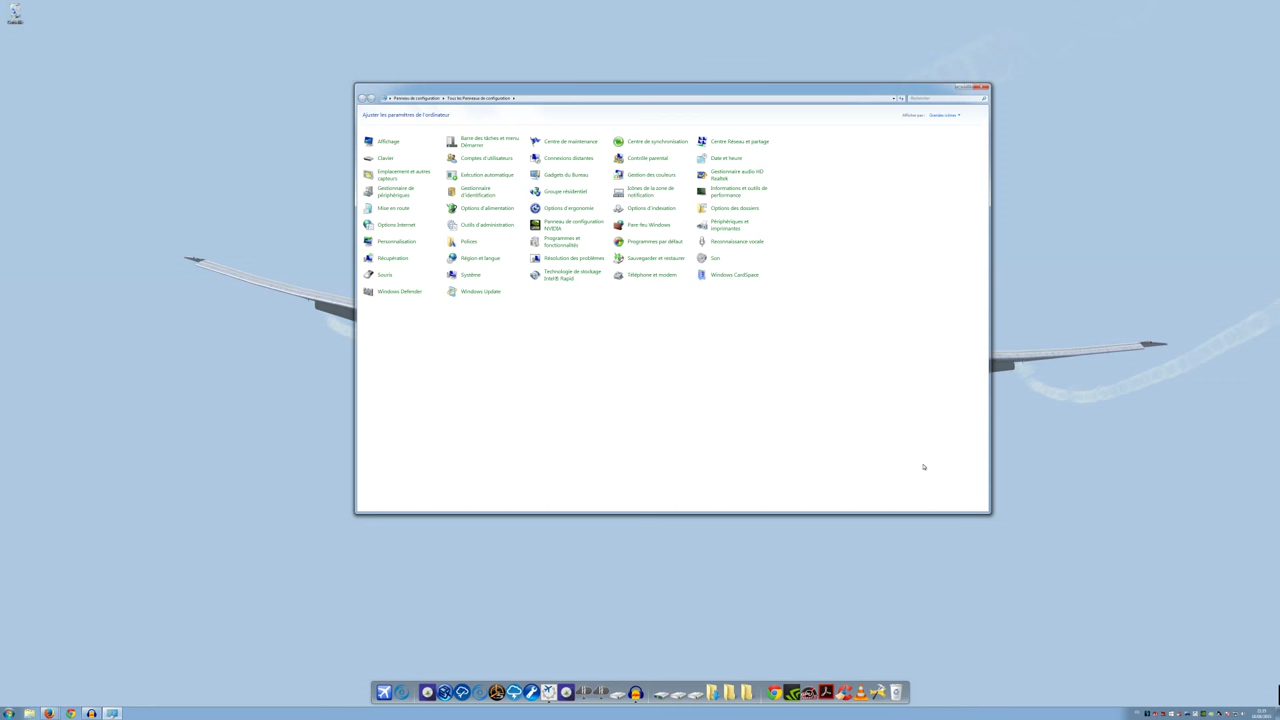 Corbeille
Panneau de configuration
Tous les Panneaux de configuration
Rechercher
Ajuster les paramètres de l'ordinateur
Afficher par :
Grandes icônes
Affichage
Barre des tâches et menu
Démarrer
Centre de maintenance
Centre de synchronisation
Centre Réseau et partage
Clavier
Comptes d'utilisateurs
Connexions distantes
Contrôle parental
Date et heure
Emplacement et autres
capteurs
Exécution automatique
Gadgets du Bureau
Gestion des couleurs
Gestionnaire audio HD
Realtek
Gestionnaire de
périphériques
Gestionnaire
d'identification
Groupe résidentiel
Icônes de la zone de
notification
Informations et outils de
performance
Mise en route
Options d'alimentation
Options d'ergonomie
Options d'indexation
Options des dossiers
Options Internet
Outils d'administration
Panneau de configuration
NVIDIA
Pare-feu Windows
Périphériques et
imprimantes
Personnalisation
Polices
Programmes et
fonctionnalités
Programmes par défaut
Reconnaissance vocale
Récupération
Région et langue
Résolution des problèmes
Sauvegarder et restaurer
Son
Souris
Système
Technologie de stockage
Intel® Rapid
Téléphone et modem
Windows CardSpace
Windows Defender
Windows Update